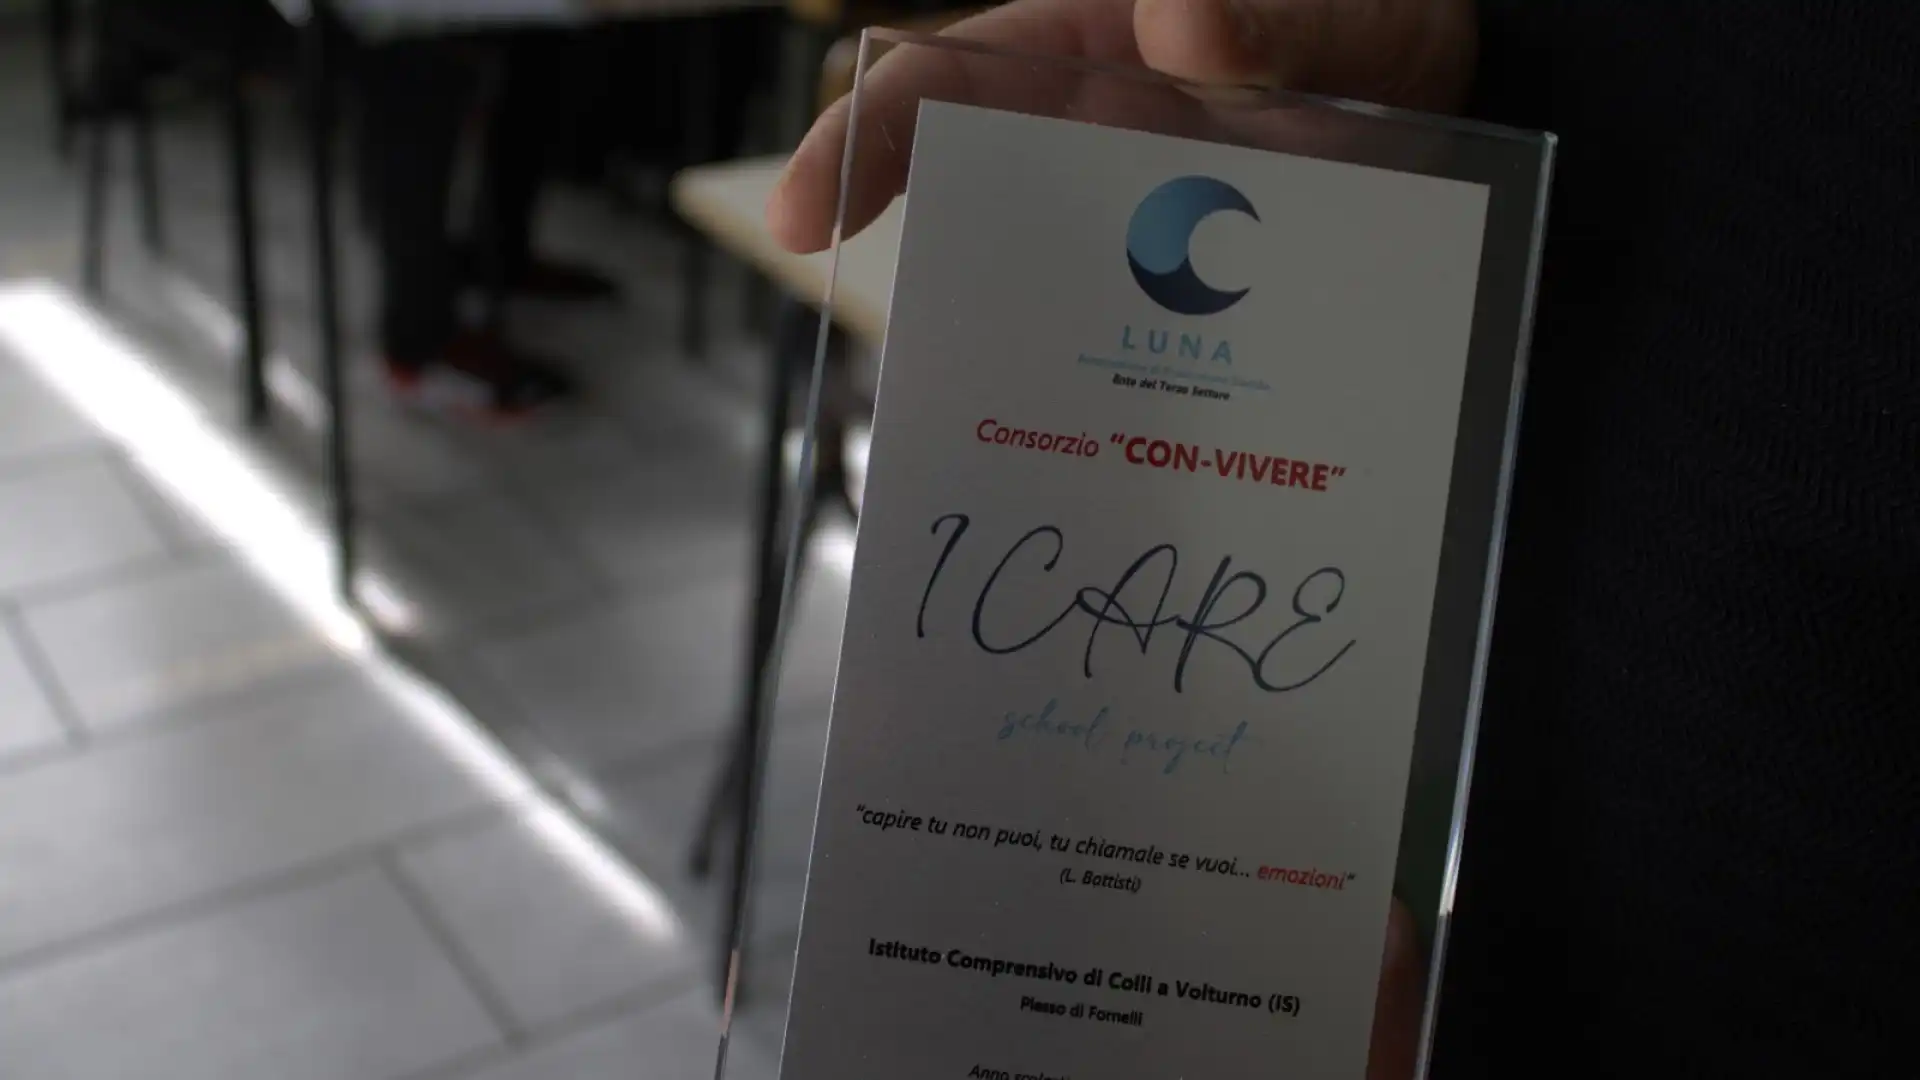 LUNA
Ente del Terzo Settore
Consorzio “CON-VIVERE”
I CARE
school project
“capire tu non puoi, tu chiamale se vuoi... emozioni“
(L. Battisti)
Istituto Comprensivo di Colli a Volturno (IS)
Plesso di Fornelli
Anno